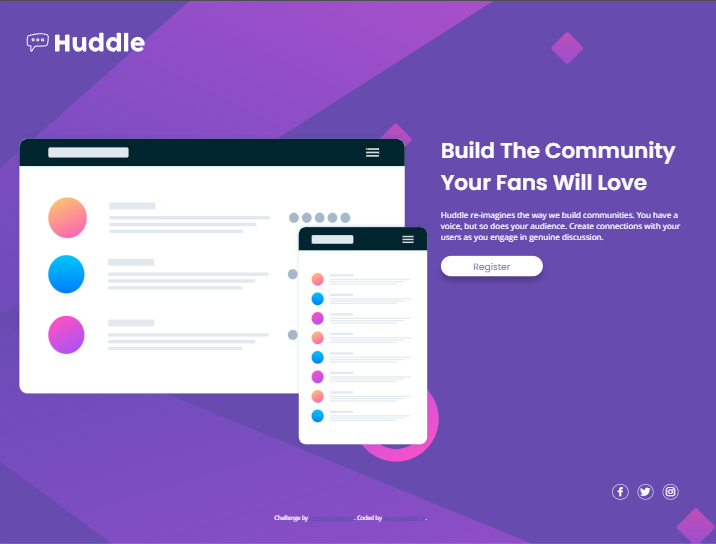 Huddle
Build The Community
Your Fans Will Love
Huddle re-imagines the way we build communities. You have a
voice, but so does your audience. Create connections with your
users as you engage in genuine discussion.
Register
Challenge by . Coded by .